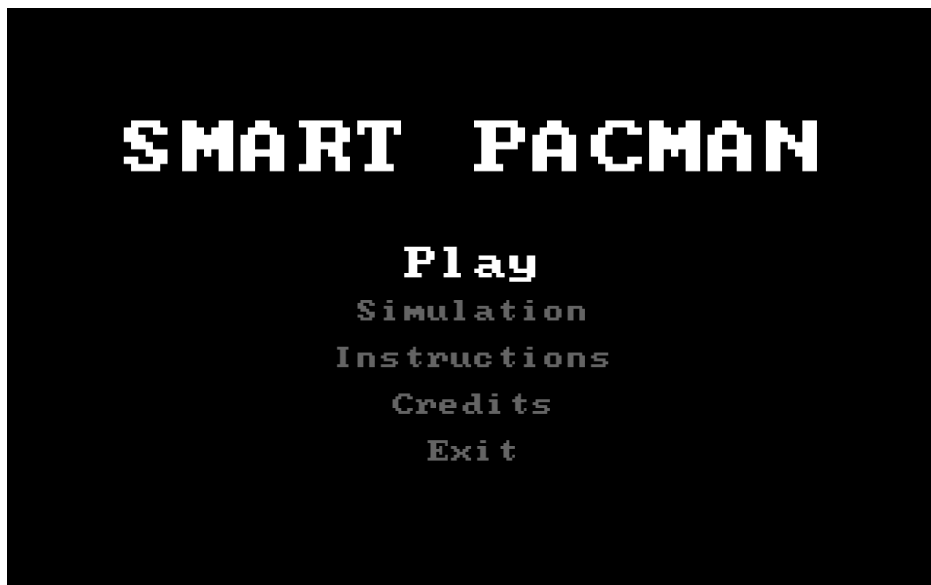 SMART PACMAN
Play
Simulation
Instructions
Credits
Exit